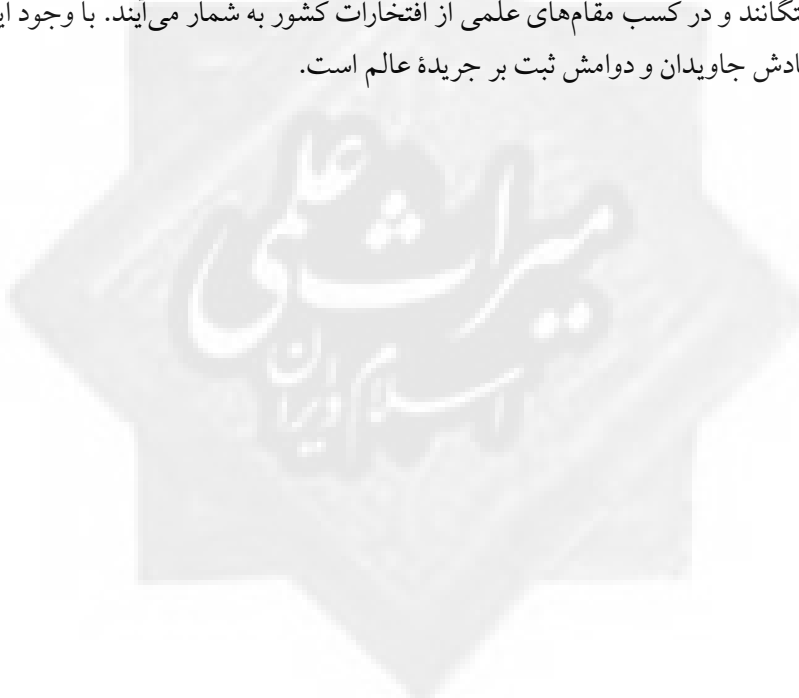 و در کسب مقام‌های علمی از افتخارات کشور به شمار می‌آیند. با وجود
جاویدان و دوامش ثبت بر جریدهٔ عالم است.
میراث علمی
اسلام و ایران